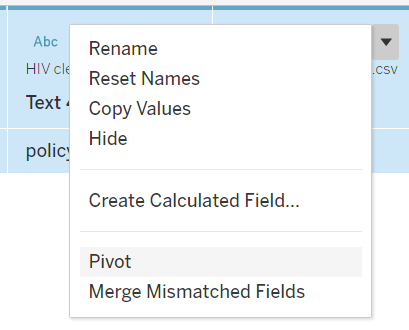 Abc
HIV cle .csv
Text
policy
Rename
Reset Names
Copy Values
Hide
Create Calculated Field...
Pivot
Merge Mismatched Fields